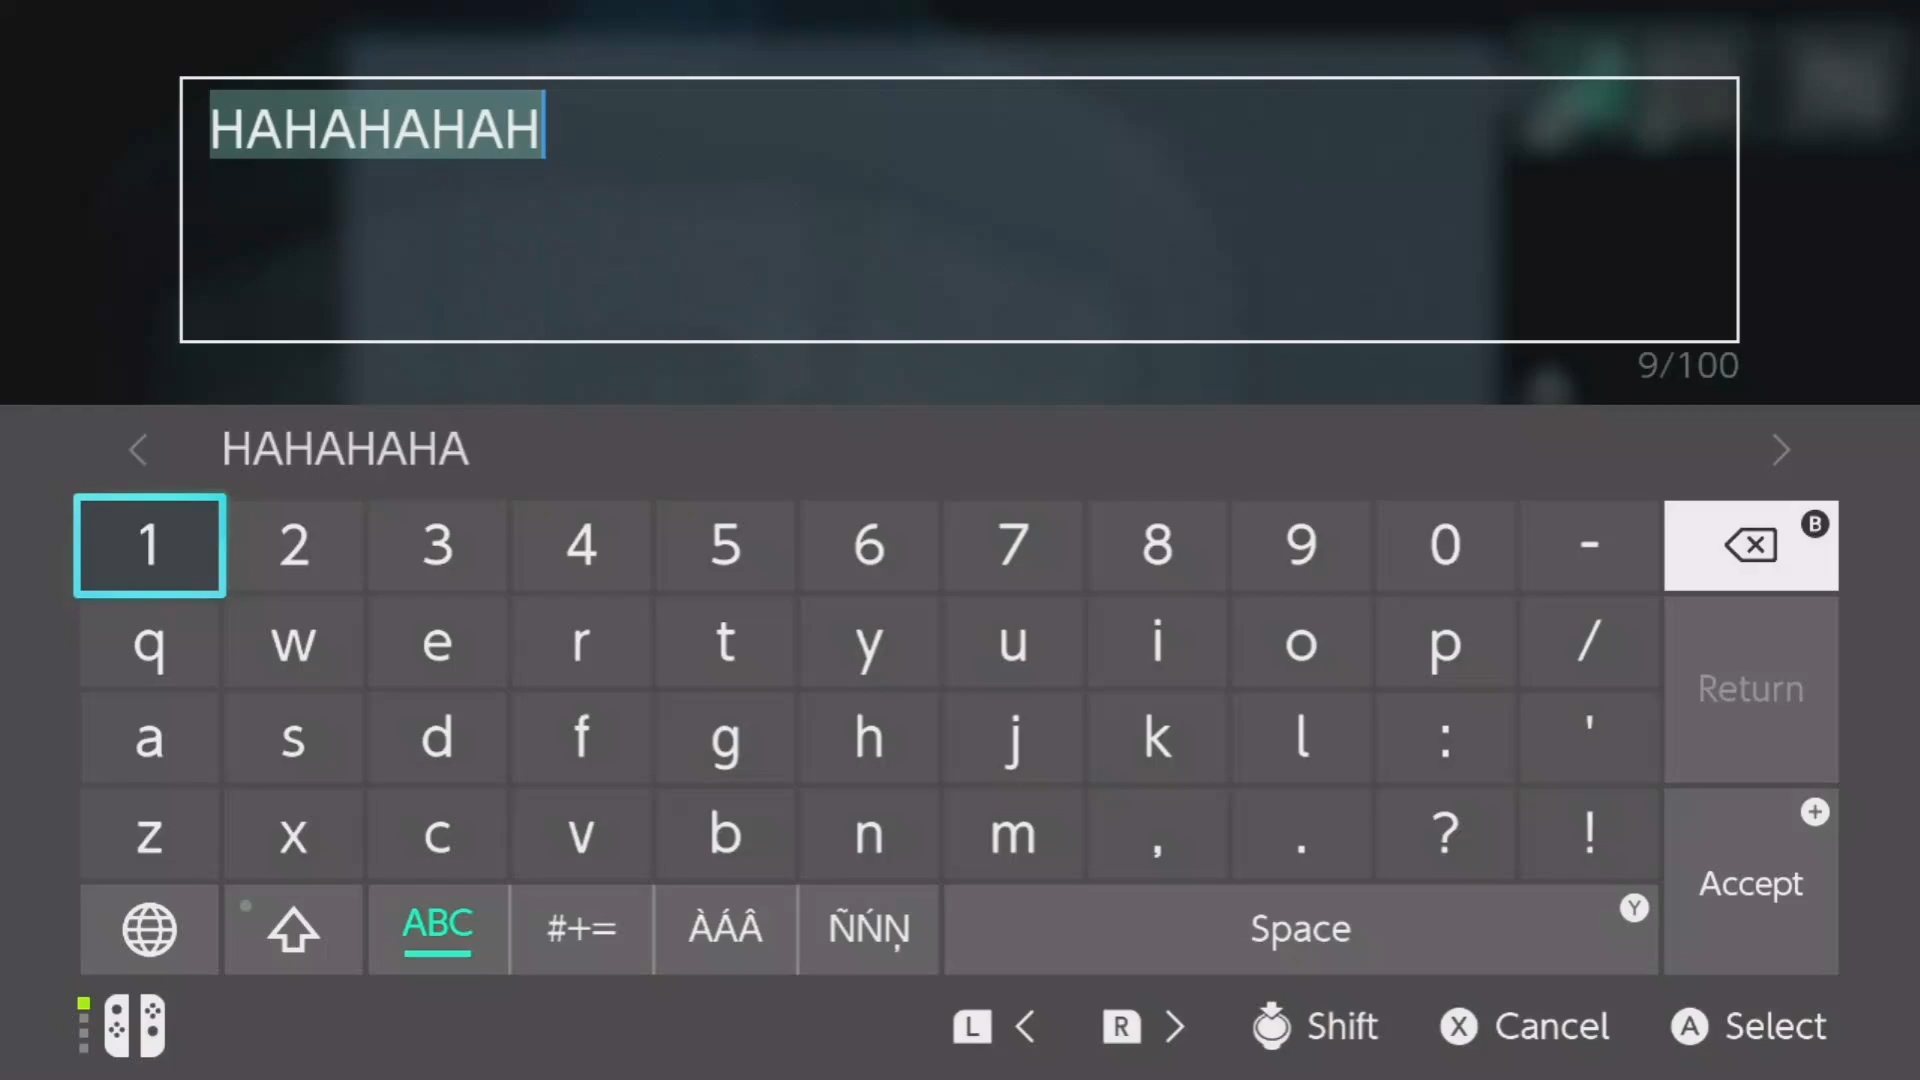 HAHAHAHAH
9/100
< HAHAHAHA >
1 2 3 4 5 6 7 8 9 0 - B
q w e r t y u i o p / Return
a s d f g h j k l : '
z x c v b n m , . ? ! +
Accept
ABC #+= ÀÁÂ ÑŃŅ Space Y
L < R > Shift X Cancel A Select